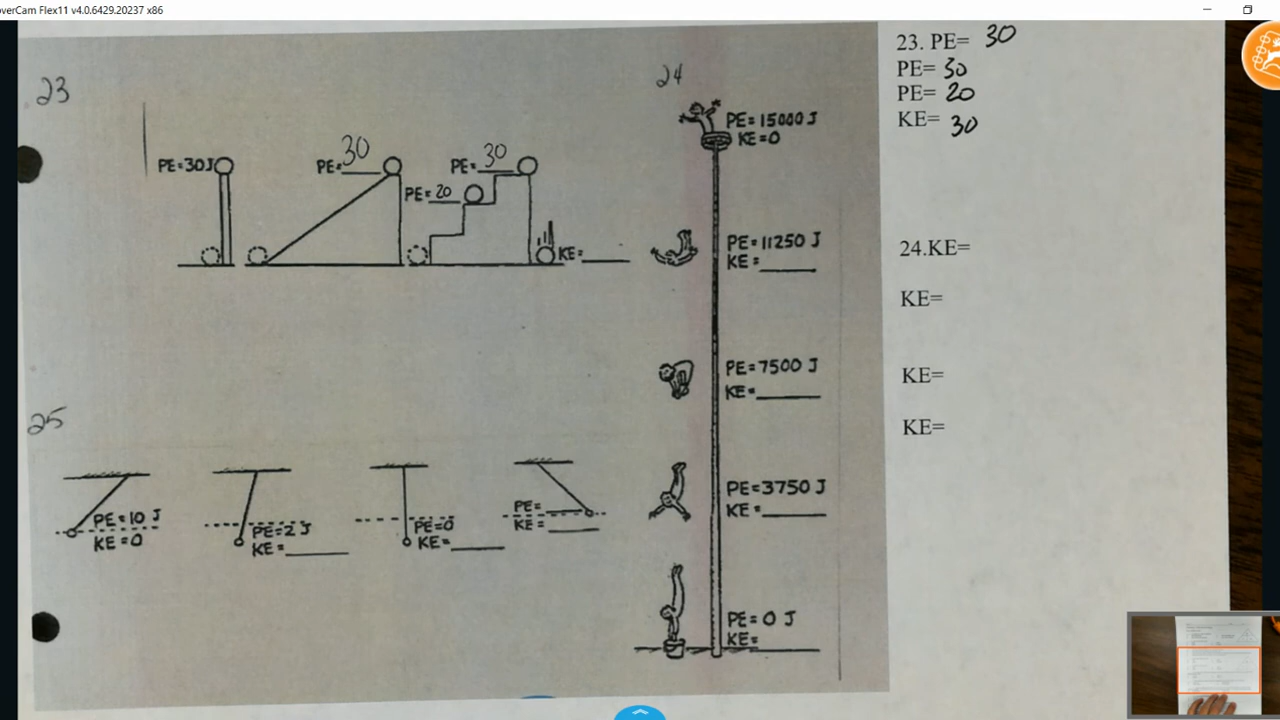 overCam Flex11 v4.0.6429.20237 x86
23
PE=30J
PE=30
PE=30
PE=20
KE=
24
PE=15000 J
KE=0
PE=11250 J
KE=
PE=7500 J
KE=
PE=3750 J
KE=
PE=0 J
KE=
25
PE=10 J
KE=0
PE=2 J
KE=
PE=0
KE=
PE=
KE=
23. PE= 30
PE= 30
PE= 20
KE= 30
24.KE=
KE=
KE=
KE=